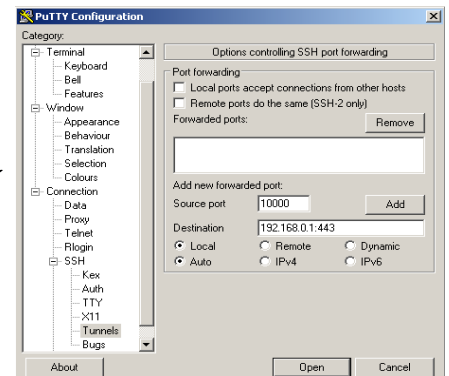 PuTTY Configuration
Category:
Terminal
Keyboard
Bell
Features
Window
Appearance
Behaviour
Translation
Selection
Colours
Connection
Data
Proxy
Telnet
Rlogin
SSH
Kex
Auth
TTY
X11
Tunnels
Bugs
Options controlling SSH port forwarding
Port forwarding
Local ports accept connections from other hosts
Remote ports do the same (SSH-2 only)
Forwarded ports:
Remove
Add new forwarded port:
Source port 10000 Add
Destination 192.168.0.1:443
Local Remote Dynamic
Auto IPv4 IPv6
About Open Cancel